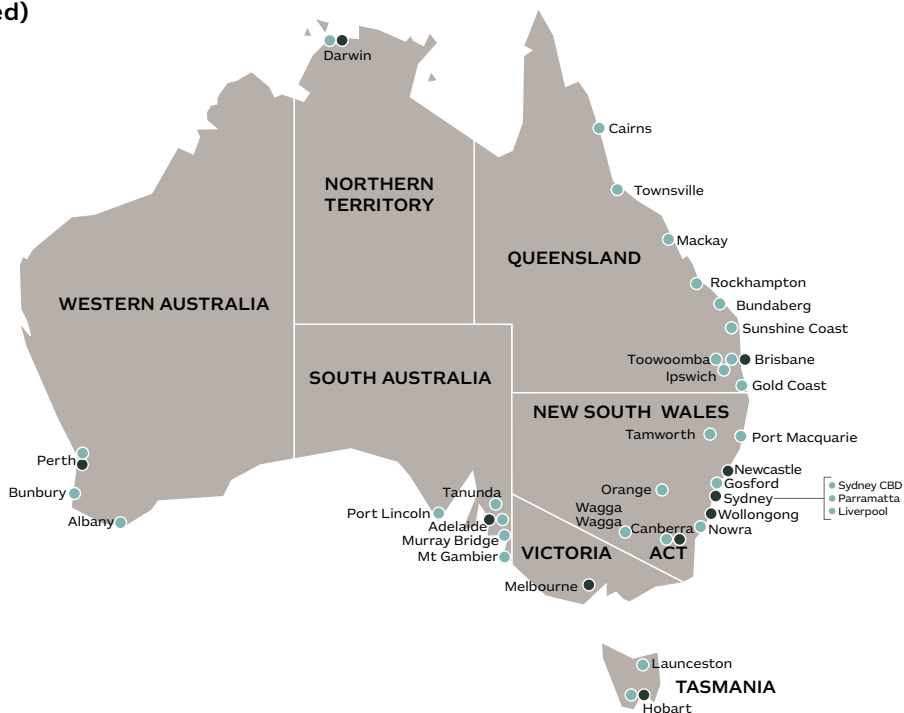 ed)
Darwin
Cairns
NORTHERN
TERRITORY
Townsville
Mackay
QUEENSLAND
Rockhampton
WESTERN AUSTRALIA
Bundaberg
Sunshine Coast
Toowoomba
Brisbane
Ipswich
SOUTH AUSTRALIA
Gold Coast
NEW SOUTH WALES
Tamworth
Port Macquarie
Perth
Newcastle
Gosford
Sydney
Sydney CBD
Parramatta
Liverpool
Bunbury
Tanunda
Orange
Albany
Port Lincoln
Wagga
Wagga
Wollongong
Adelaide
Canberra
Nowra
Murray Bridge
Mt Gambier
VICTORIA
ACT
Melbourne
Launceston
TASMANIA
Hobart